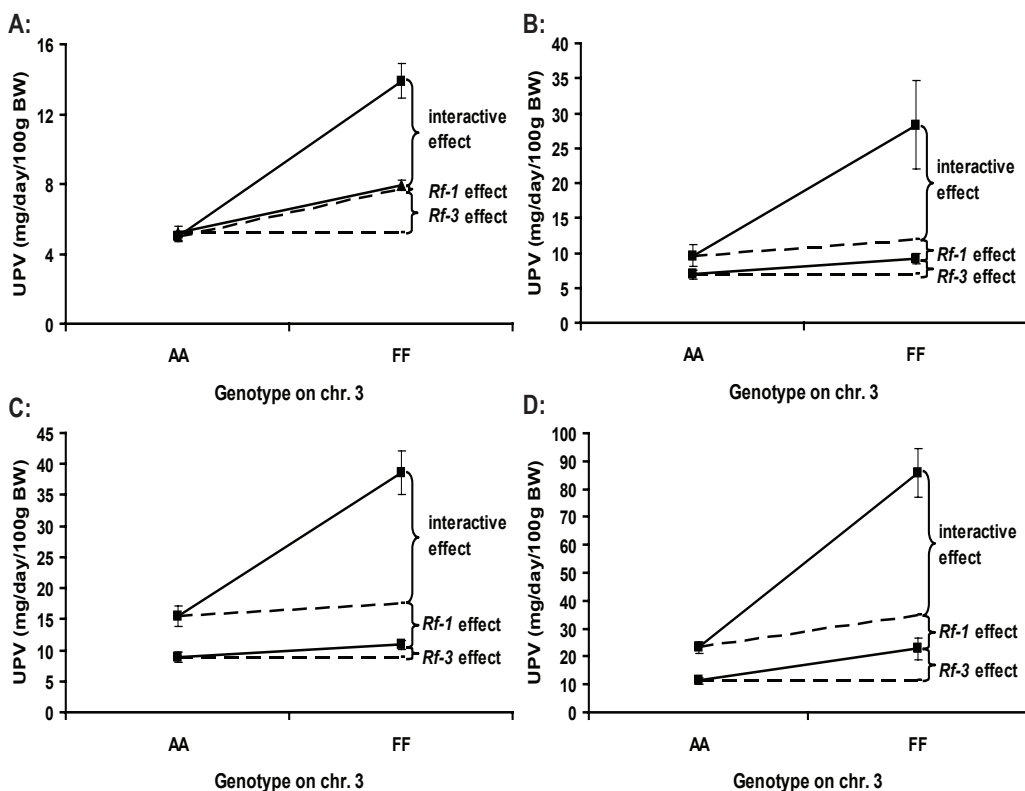 A:
UPV (mg/day/100g BW)
16
12
8
4
0
interactive
effect
Rf-1 effect
Rf-3 effect
AA
FF
Genotype on chr. 3
B:
UPV (mg/day/100g BW)
40
35
30
25
20
15
10
5
0
interactive
effect
Rf-1 effect
Rf-3 effect
AA
FF
Genotype on chr. 3
C:
UPV (mg/day/100g BW)
45
40
35
30
25
20
15
10
5
0
interactive
effect
Rf-1 effect
Rf-3 effect
AA
FF
Genotype on chr. 3
D:
UPV (mg/day/100g BW)
100
90
80
70
60
50
40
30
20
10
0
interactive
effect
Rf-1 effect
Rf-3 effect
AA
FF
Genotype on chr. 3